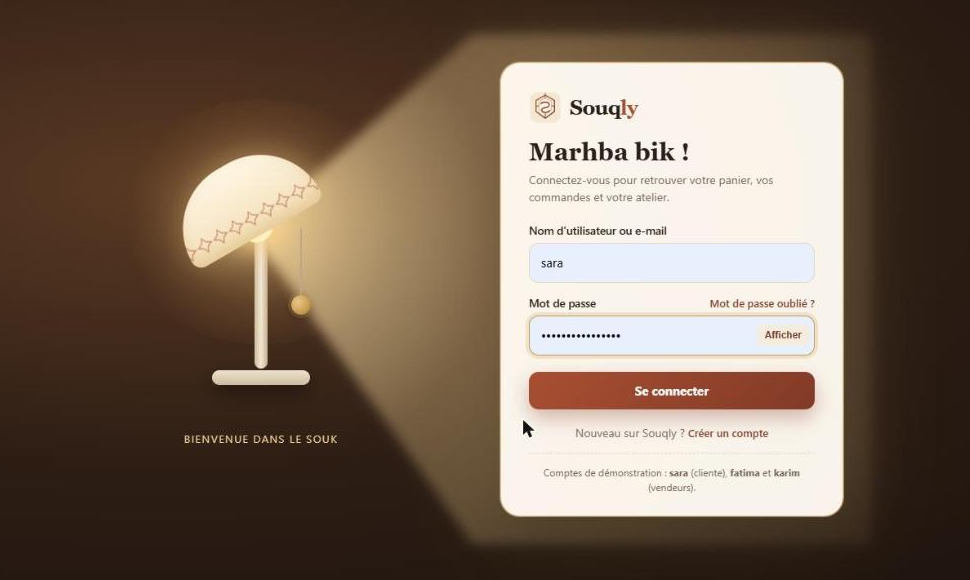 Souqly
Marhba bik !
Connectez-vous pour retrouver votre panier, vos
commandes et votre atelier.
Nom d'utilisateur ou e-mail
sara
Mot de passe
Mot de passe oublié ?
••••••••••••••••
Afficher
Se connecter
Nouveau sur Souqly ? Créer un compte
Comptes de démonstration : sara (cliente), fatima et karim
(vendeurs).
BIENVENUE DANS LE SOUK